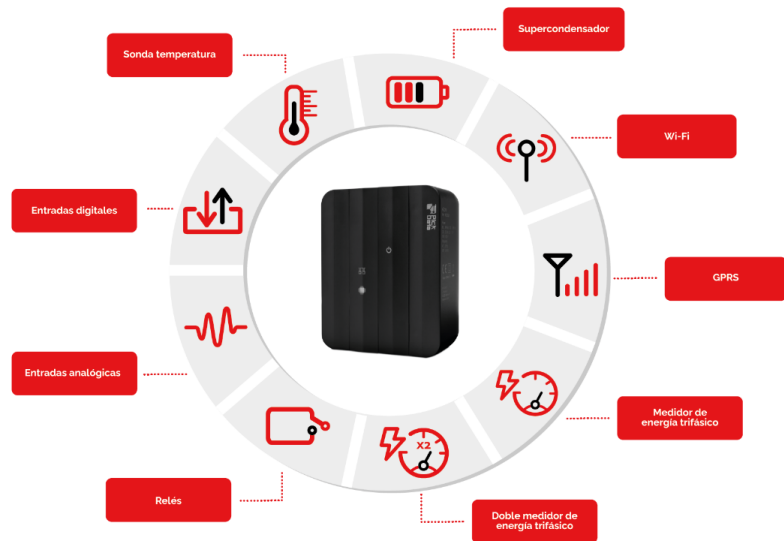 Supercondensador
Sonda temperatura
Wi-Fi
Entradas digitales
GPRS
Entradas analógicas
Medidor de
energía trifásico
x2
Relés
Doble medidor de
energía trifásico